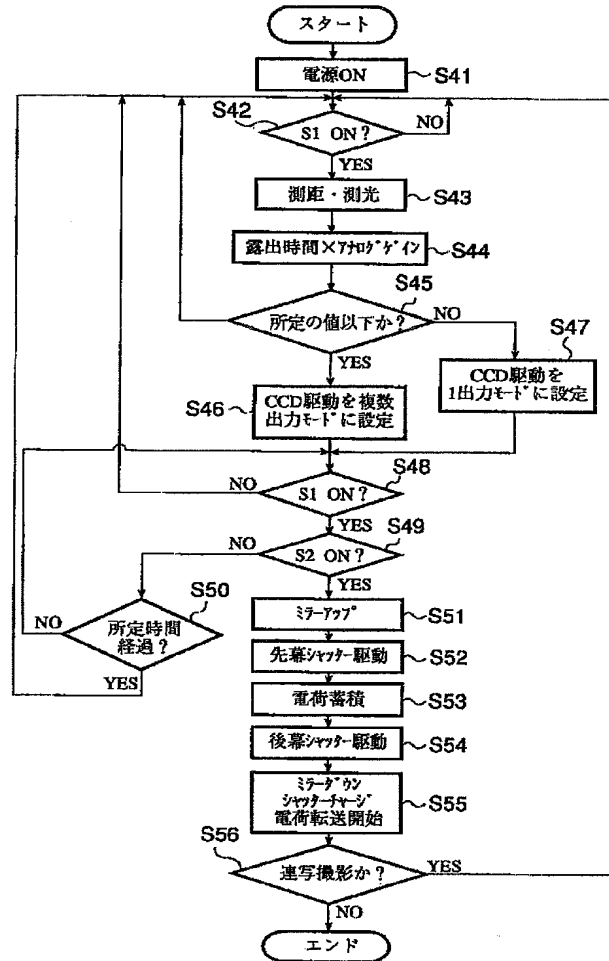 スタート
電源ON
S41
S42
S1 ON?
NO
YES
測距・測光
S43
露出時間×アナログゲイン
S44
S45
所定の値以下か?
NO
YES
S47
CCD駆動を
1出力モードに設定
S46
CCD駆動を複数
出力モードに設定
S48
NO
S1 ON?
YES
S49
NO
S2 ON?
YES
S50
NO
所定時間
経過?
YES
ミラーアップ
S51
先幕シャッター駆動
S52
電荷蓄積
S53
後幕シャッター駆動
S54
ミラーダウン
シャッターチャージ
電荷転送開始
S55
S56
連写撮影か?
YES
NO
エンド